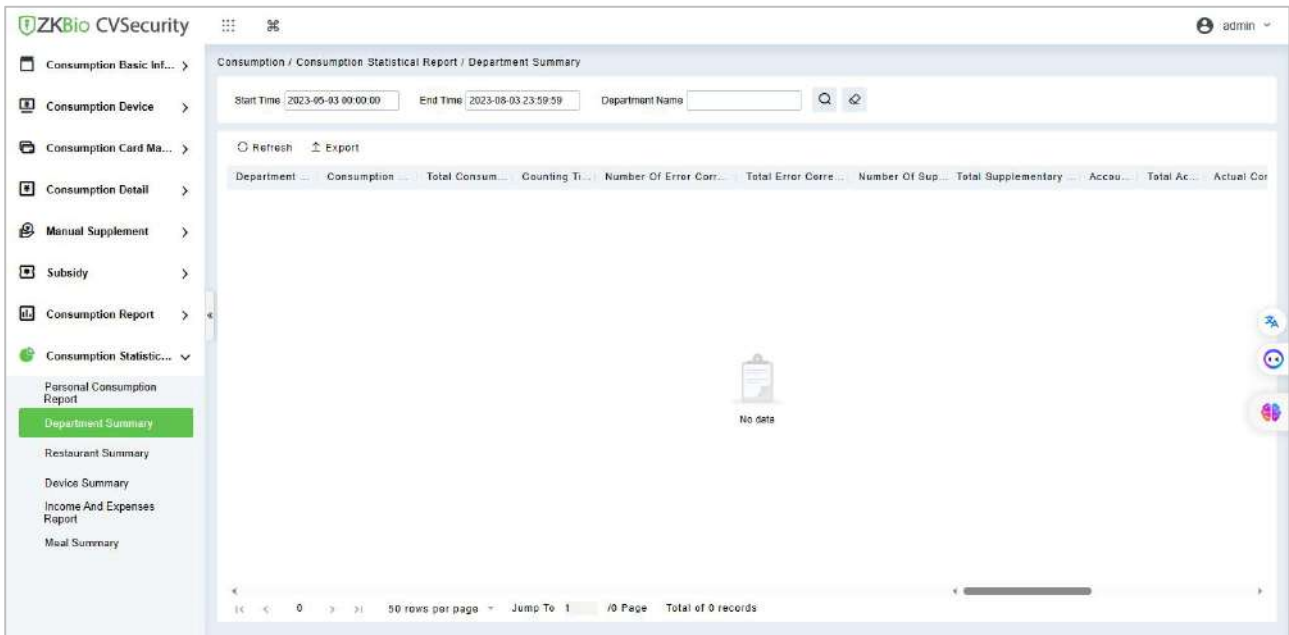 ZKBio CVSecurity
admin
Consumption Basic Inf...
Consumption Device
Consumption Card Ma...
Consumption Detail
Manual Supplement
Subsidy
Consumption Report
Consumption Statistic...
Personal Consumption
Report
Department Summary
Restaurant Summary
Device Summary
Income And Expenses
Report
Meal Summary
Consumption / Consumption Statistical Report / Department Summary
Start Time 2023-05-03 00:00:00 End Time 2023-08-03 23:59:59 Department Name
Refresh Export
Department ... Consumption ... Total Consum... Counting Ti... Number Of Error Corr... Total Error Corre... Number Of Sup... Total Supplementary ... Accou... Total Ac... Actual Cor
No data
0 50 rows per page Jump To 1 /0 Page Total of 0 records